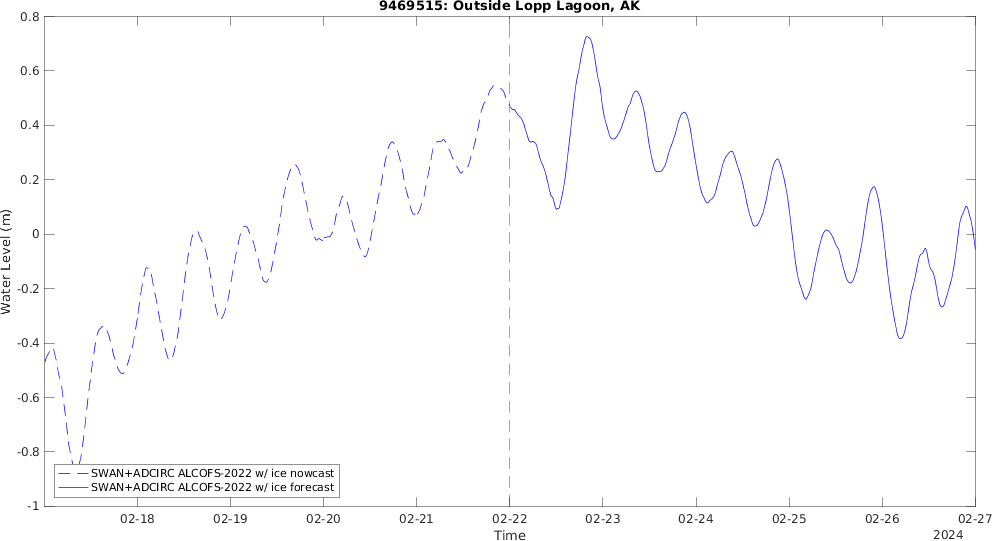 9469515: Outside Lopp Lagoon, AK
0.8
0.6
0.4
0.2
0
-0.2
-0.4
-0.6
-0.8
-1
Water Level (m)
SWAN+ADCIRC ALCOFS-2022 w/ ice nowcast
SWAN+ADCIRC ALCOFS-2022 w/ ice forecast
02-18 02-19 02-20 02-21 02-22 02-23 02-24 02-25 02-26 02-27
Time
2024